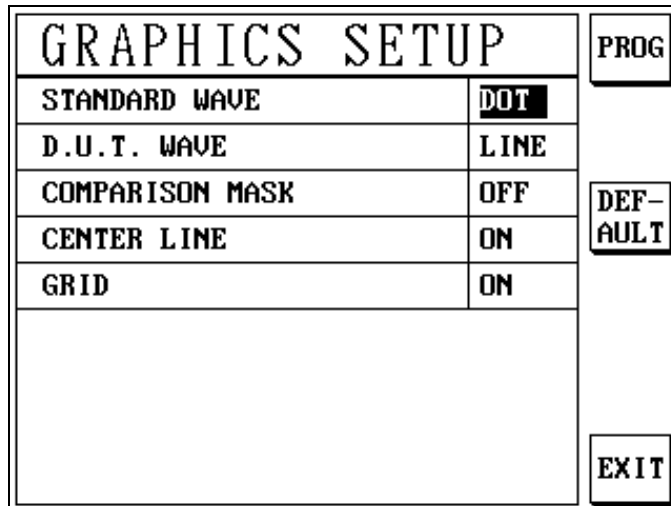 GRAPHICS SETUP
STANDARD WAVE DOT
D.U.T. WAVE LINE
COMPARISON MASK OFF
CENTER LINE ON
GRID ON
PROG
DEF-
AULT
EXIT